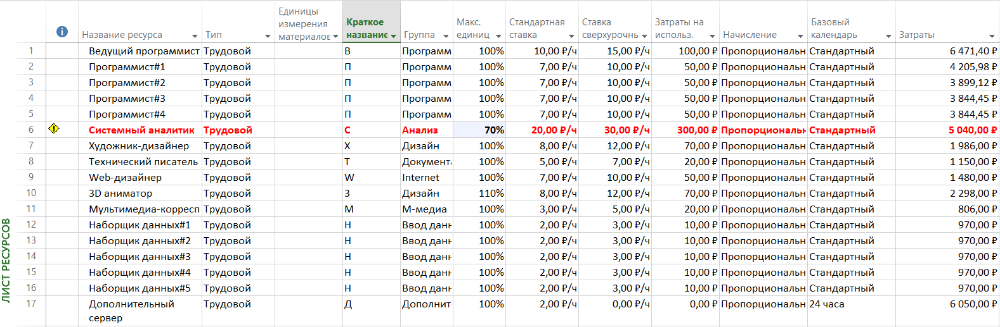 Название ресурса Тип Единицы измерения материалов Краткое название Группа Макс. единиц Стандартная ставка Ставка сверхурочнь Затраты на использ. Начисление Базовый календарь Затраты
1 Ведущий программист Трудовой В Программ 100% 10,00 ₽/ч 15,00 ₽/ч 100,00 ₽ Пропорциональн Стандартный 6 471,40 ₽
2 Программист#1 Трудовой П Программ 100% 7,00 ₽/ч 10,00 ₽/ч 50,00 ₽ Пропорциональн Стандартный 4 205,98 ₽
3 Программист#2 Трудовой П Программ 100% 7,00 ₽/ч 10,00 ₽/ч 50,00 ₽ Пропорциональн Стандартный 3 899,12 ₽
4 Программист#3 Трудовой П Программ 100% 7,00 ₽/ч 10,00 ₽/ч 50,00 ₽ Пропорциональн Стандартный 3 844,45 ₽
5 Программист#4 Трудовой П Программ 100% 7,00 ₽/ч 10,00 ₽/ч 50,00 ₽ Пропорциональн Стандартный 3 844,45 ₽
6 Системный аналитик Трудовой С Анализ 70% 20,00 ₽/ч 30,00 ₽/ч 300,00 ₽ Пропорциональн Стандартный 5 040,00 ₽
7 Художник-дизайнер Трудовой Х Дизайн 100% 8,00 ₽/ч 12,00 ₽/ч 70,00 ₽ Пропорциональн Стандартный 1 986,00 ₽
8 Технический писатель Трудовой Т Документа 100% 5,00 ₽/ч 7,00 ₽/ч 20,00 ₽ Пропорциональн Стандартный 1 150,00 ₽
9 Web-дизайнер Трудовой W Internet 100% 7,00 ₽/ч 10,00 ₽/ч 50,00 ₽ Пропорциональн Стандартный 1 480,00 ₽
10 3D аниматор Трудовой 3 Дизайн 110% 8,00 ₽/ч 12,00 ₽/ч 70,00 ₽ Пропорциональн Стандартный 2 298,00 ₽
11 Мультимедиа-корресп Трудовой М М-медиа 100% 3,00 ₽/ч 5,00 ₽/ч 20,00 ₽ Пропорциональн Стандартный 806,00 ₽
12 Наборщик данных#1 Трудовой Н Ввод данн 100% 2,00 ₽/ч 3,00 ₽/ч 10,00 ₽ Пропорциональн Стандартный 970,00 ₽
13 Наборщик данных#2 Трудовой Н Ввод данн 100% 2,00 ₽/ч 3,00 ₽/ч 10,00 ₽ Пропорциональн Стандартный 970,00 ₽
14 Наборщик данных#3 Трудовой Н Ввод данн 100% 2,00 ₽/ч 3,00 ₽/ч 10,00 ₽ Пропорциональн Стандартный 970,00 ₽
15 Наборщик данных#4 Трудовой Н Ввод данн 100% 2,00 ₽/ч 3,00 ₽/ч 10,00 ₽ Пропорциональн Стандартный 970,00 ₽
16 Наборщик данных#5 Трудовой Н Ввод данн 100% 2,00 ₽/ч 3,00 ₽/ч 10,00 ₽ Пропорциональн Стандартный 970,00 ₽
17 Дополнительный сервер Трудовой Д Дополнит 100% 2,00 ₽/ч 0,00 ₽/ч 0,00 ₽ Пропорциональн 24 часа 6 050,00 ₽
ЛИСТ РЕСУРСОВ